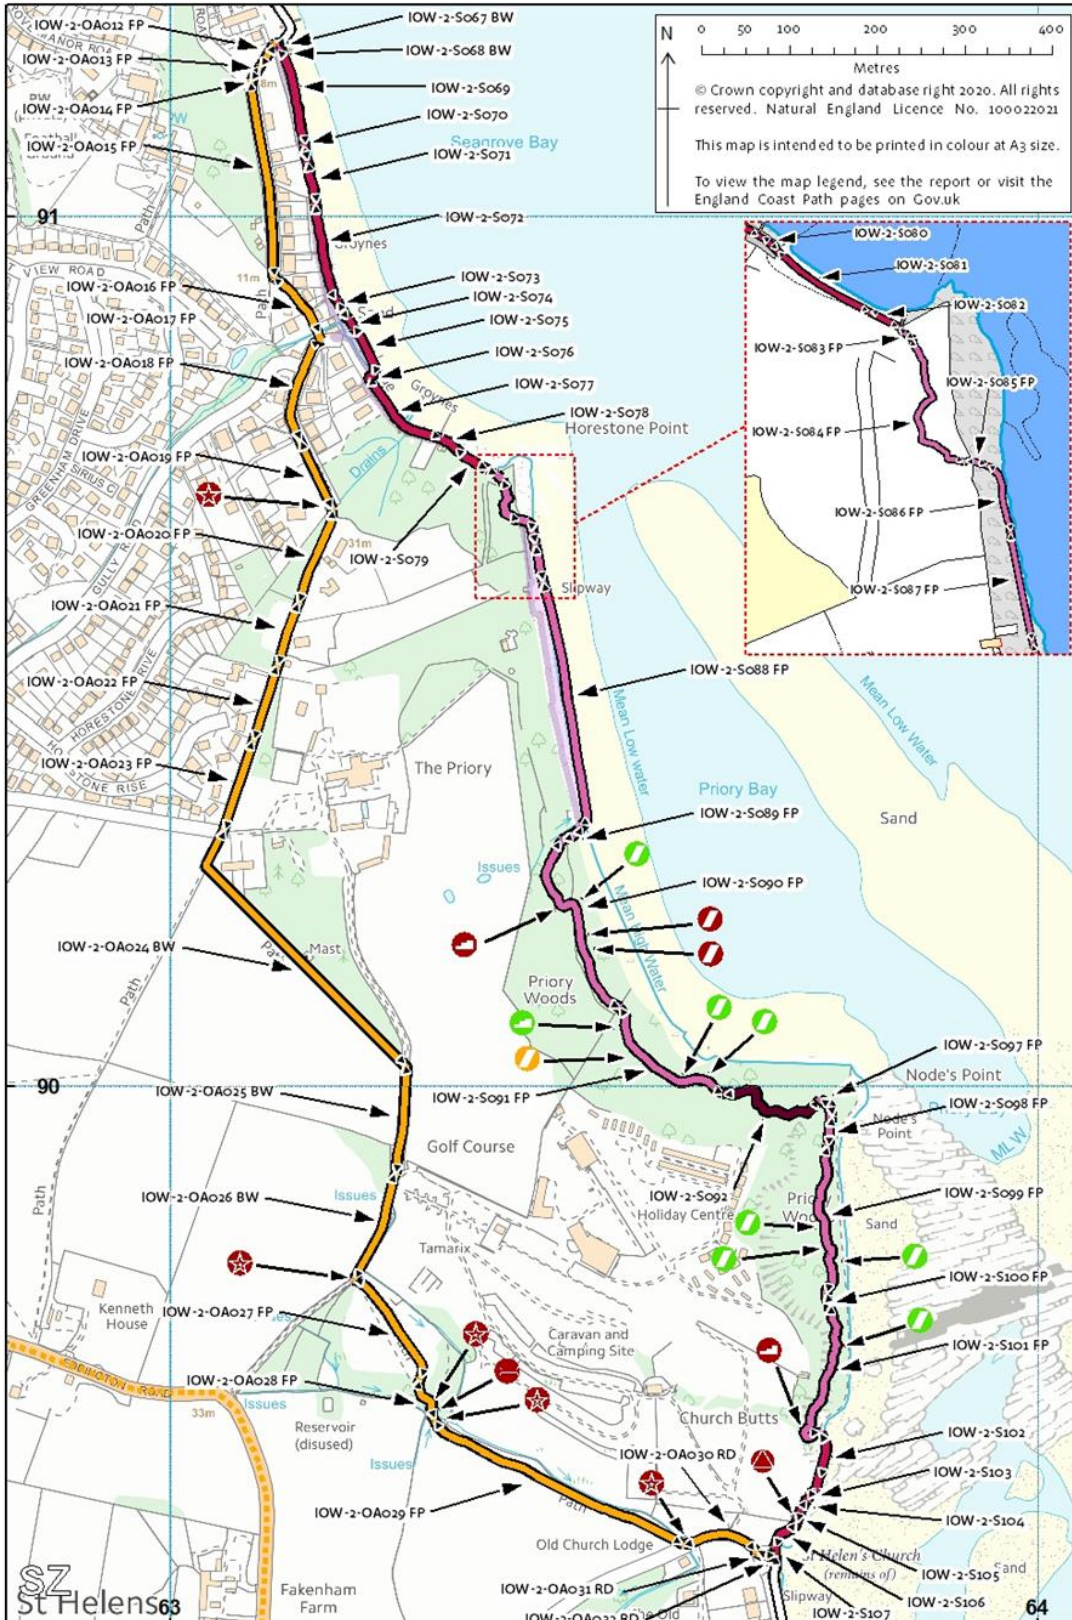 IOW-2-OA012 FP
IOW-2-OA013 FP
IOW-2-OA014 FP
IOW-2-OA015 FP
IOW-2-OA016 FP
IOW-2-OA017 FP
IOW-2-OA018 FP
IOW-2-OA019 FP
IOW-2-OA020 FP
IOW-2-OA021 FP
IOW-2-OA022 FP
IOW-2-OA023 FP
IOW-2-OA024 BW
IOW-2-OA025 BW
IOW-2-OA026 BW
IOW-2-OA027 FP
IOW-2-OA028 FP
IOW-2-OA029 FP
IOW-2-OA030 RD
IOW-2-OA031 RD
IOW-2-S067 BW
IOW-2-S068 BW
IOW-2-S069
IOW-2-S070
IOW-2-S071
IOW-2-S072
IOW-2-S073
IOW-2-S074
IOW-2-S075
IOW-2-S076
IOW-2-S077
IOW-2-S078
IOW-2-S079
IOW-2-S088 FP
IOW-2-S089 FP
IOW-2-S090 FP
IOW-2-S091 FP
IOW-2-S092
IOW-2-S097 FP
IOW-2-S098 FP
IOW-2-S099 FP
IOW-2-S100 FP
IOW-2-S101 FP
IOW-2-S102
IOW-2-S103
IOW-2-S104
IOW-2-S105
IOW-2-S106
IOW-2-S107
N
0 50 100 200 300 400
Metres
© Crown copyright and database right 2020. All rights
reserved. Natural England Licence No. 100022021
This map is intended to be printed in colour at A3 size.
To view the map legend, see the report or visit the
England Coast Path pages on Gov.uk
IOW-2-S080
IOW-2-S081
IOW-2-S082
IOW-2-S083 FP
IOW-2-S085 FP
IOW-2-S084 FP
IOW-2-S086 FP
IOW-2-S087 FP
Seagrove Bay
91
Path
VIEW ROAD
11m
Path
Groynes
Sand
Groynes
Horestone Point
Drains
GREENHAM DRIVE
SIRIUS C
GULLY RO
31m
Slipway
HORESTONE DRIVE
STONE RISE
The Priory
Mean Low water
Mean Low Water
Priory Bay
Sand
Issues
Mean High Water
Mast
Path
Priory
Woods
90
Node's Point
Node's
Point
MLW
Golf Course
Path
Issues
Holiday Centre
Sand
Tamarix
Kenneth
House
Caravan and
Camping Site
33m
Issues
Reservoir
(disused)
Church Butts
Issues
Path
Old Church Lodge
St Helen's Church
(remains of)
Sand
Slipway
SZ
St Helens
63
Fakenham
Farm
64